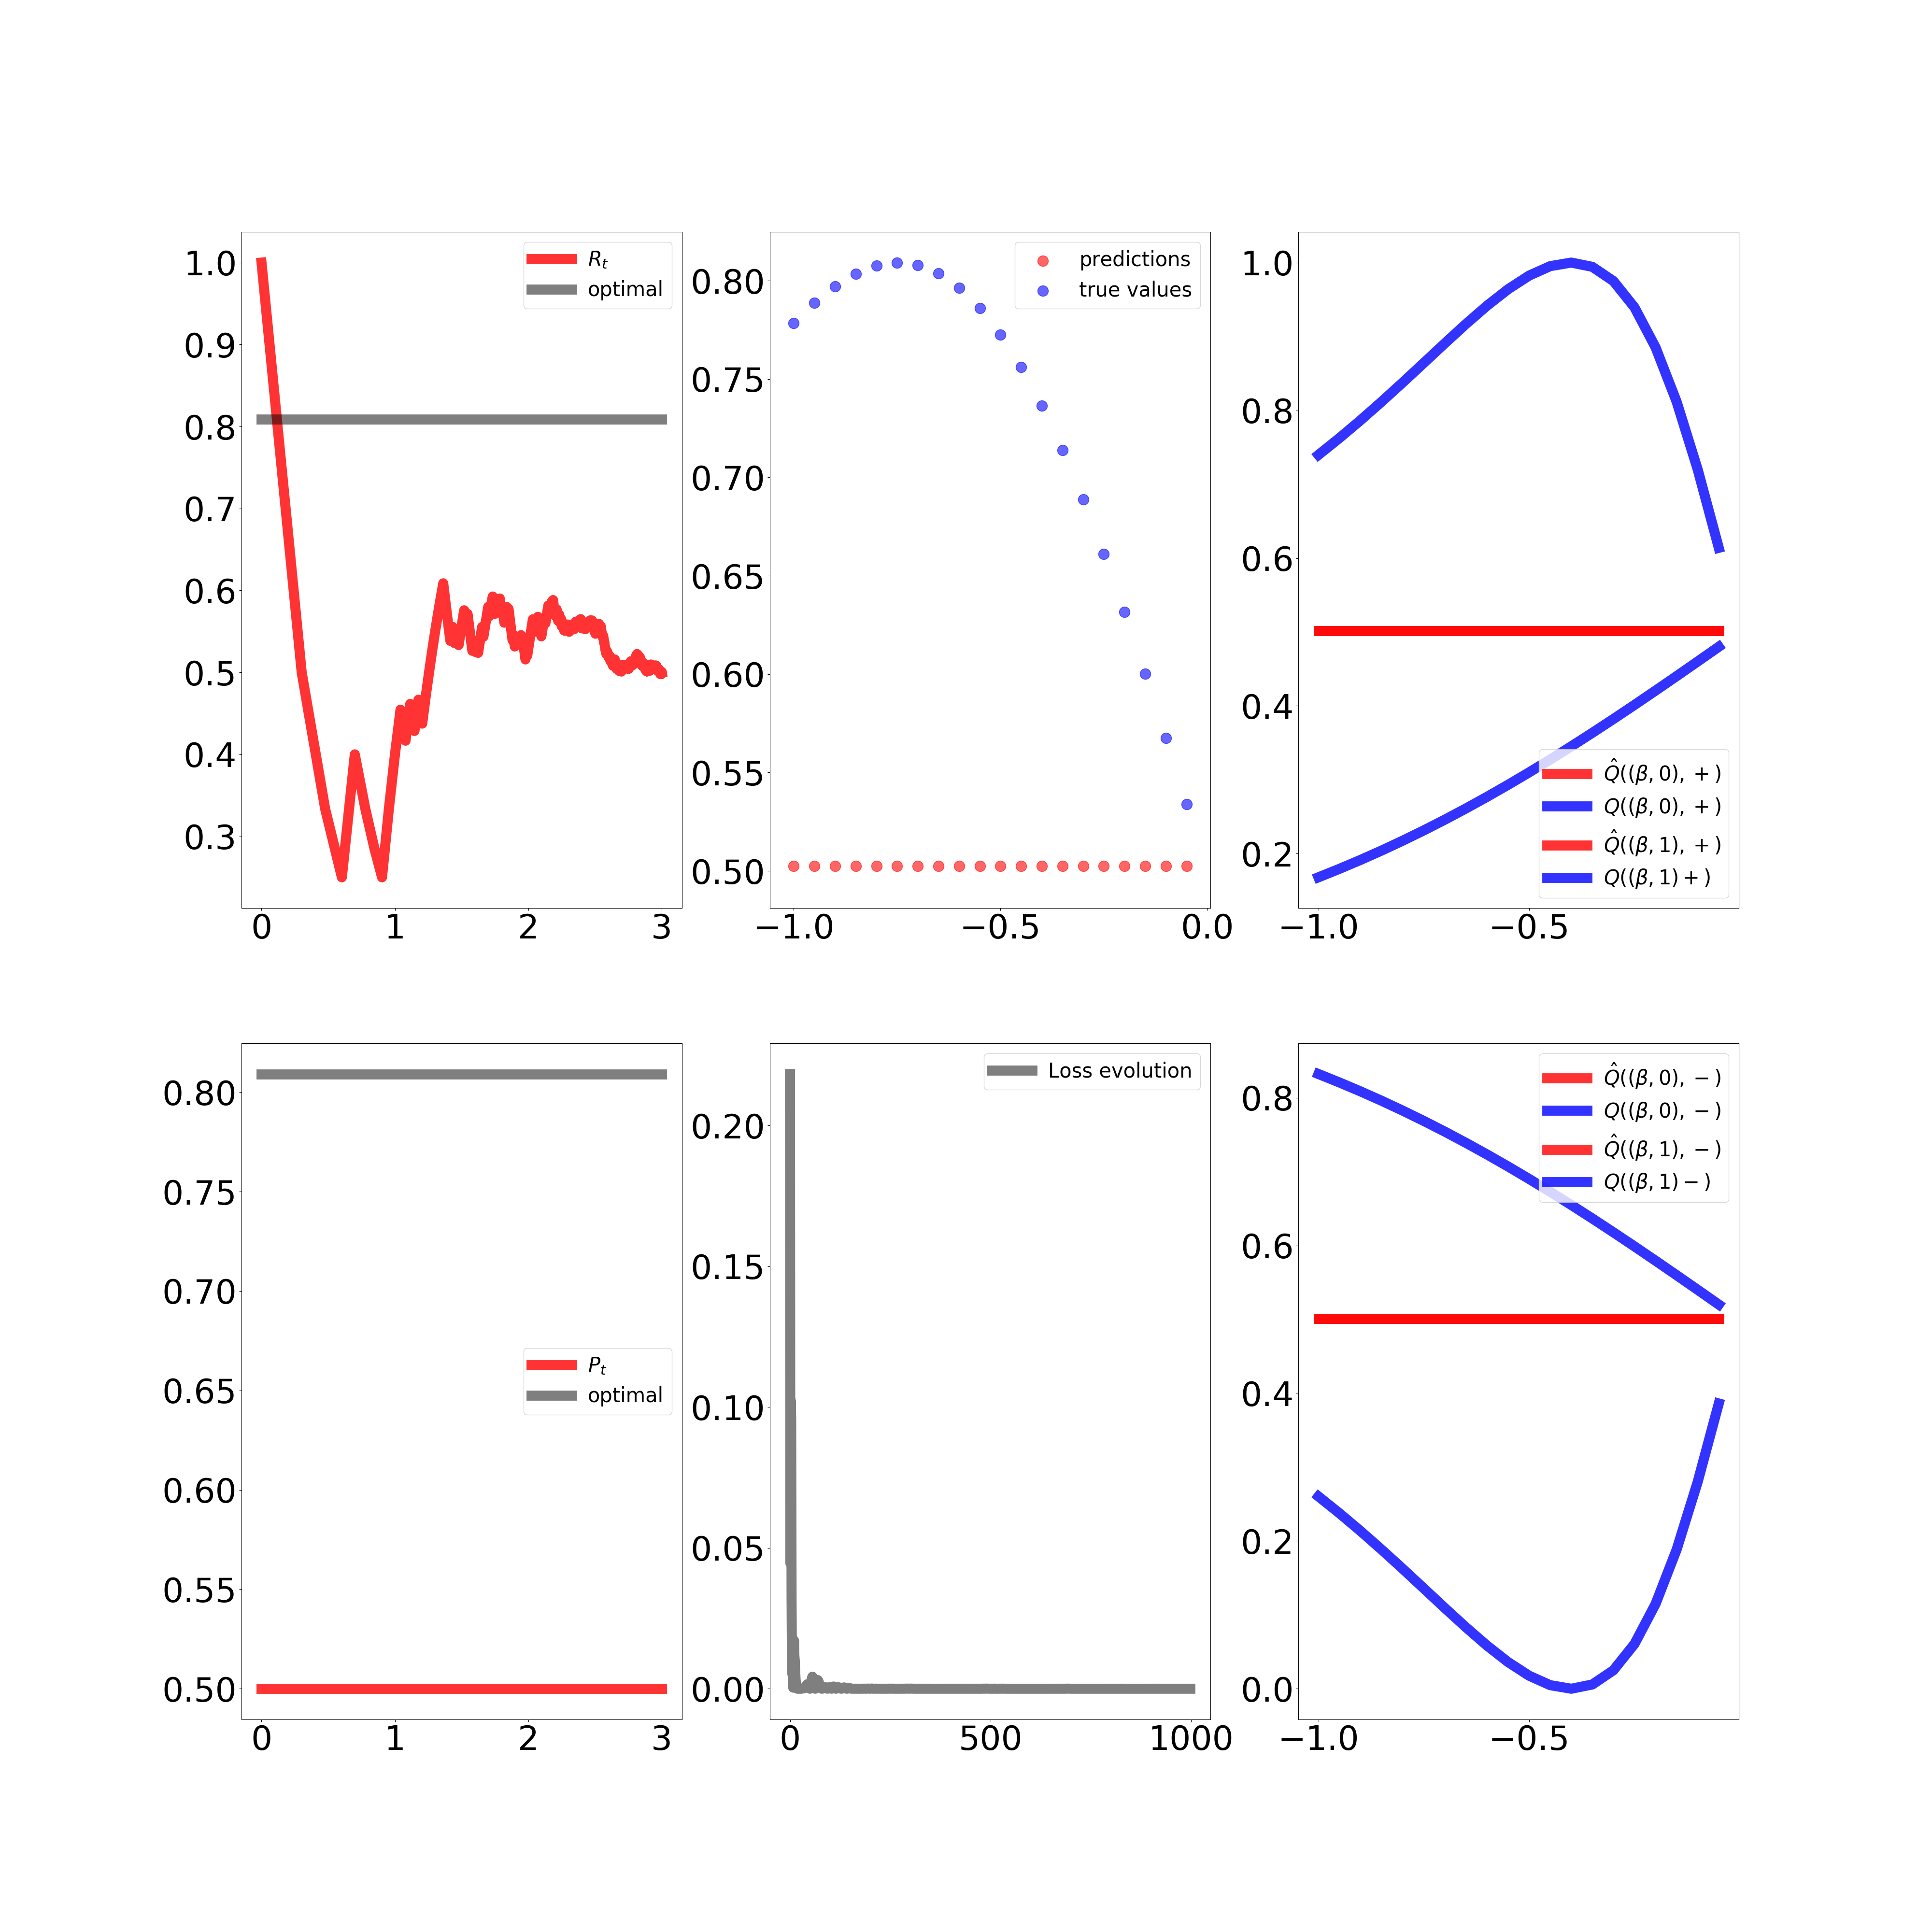 1.0
0.9
0.8
0.7
0.6
0.5
0.4
0.3
0 1 2 3
R_t
optimal
0.80
0.75
0.70
0.65
0.60
0.55
0.50
−1.0 −0.5 0.0
predictions
true values
1.0
0.8
0.6
0.4
0.2
−1.0 −0.5
Q̂((β, 0), +)
Q((β, 0), +)
Q̂((β, 1), +)
Q((β, 1)+)
0.80
0.75
0.70
0.65
0.60
0.55
0.50
0 1 2 3
P_t
optimal
0.20
0.15
0.10
0.05
0.00
0 500 1000
Loss evolution
0.8
0.6
0.4
0.2
0.0
−1.0 −0.5
Q̂((β, 0), −)
Q((β, 0), −)
Q̂((β, 1), −)
Q((β, 1)−)